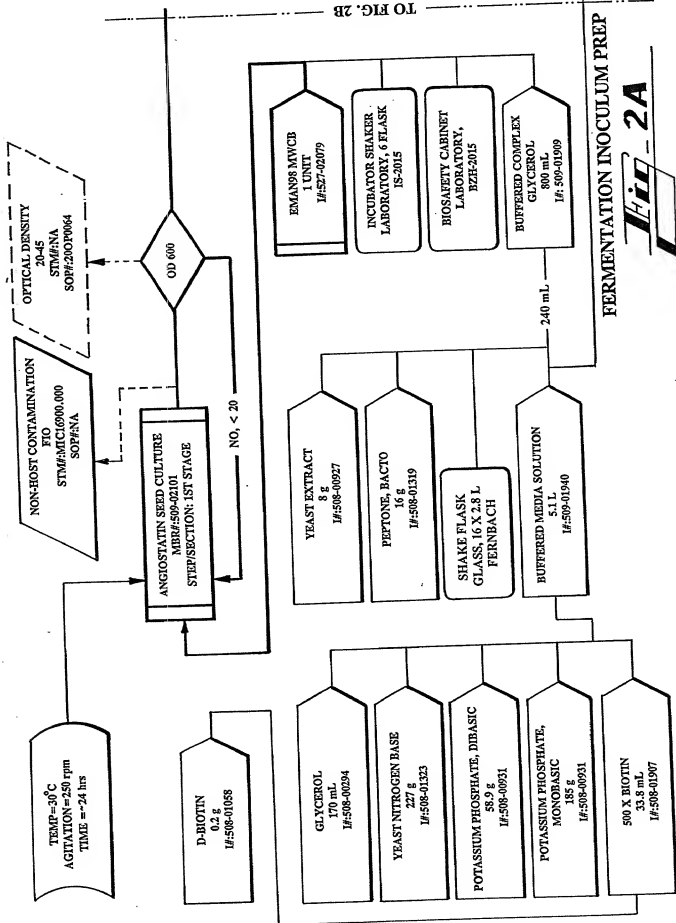 TEMP=30°C
AGITATION=250 rpm
TIME =~24 hrs
NON-HOST CONTAMINATION
FIO
STM#:MIC16900.000
SOP#:NA
OPTICAL DENSITY
20-45
STM#:NA
SOP#:20OP0064
ANGIOSTATIN SEED CULTURE
MBR#:509-02101
STEP/SECTION: 1ST STAGE
OD 600
NO, < 20
TO FIG. 2B
D-BIOTIN
0.2 g
I#:508-01058
GLYCEROL
170 mL
I#:508-00294
YEAST NITROGEN BASE
227 g
I#:508-01323
POTASSIUM PHOSPHATE, DIBASIC
58.9 g
I#:508-00931
POTASSIUM PHOSPHATE,
MONOBASIC
185 g
I#:508-00931
500 X BIOTIN
33.8 mL
I#:508-01907
YEAST EXTRACT
8 g
I#:508-00927
PEPTONE, BACTO
16 g
I#:508-01319
SHAKE FLASK
GLASS, 16 X 2.8 L
FERNBACH
BUFFERED MEDIA SOLUTION
5.1 L
I#:509-01940
240 mL
EMAN98 MWCB
1 UNIT
I#:527-02079
INCUBATOR SHAKER
LABORATORY, 6 FLASK
IS-2015
BIOSAFETY CABINET
LABORATORY,
BZH-2015
BUFFERED COMPLEX
GLYCEROL
800 mL
I#: 509-01909
FERMENTATION INOCULUM PREP
Fig_2A